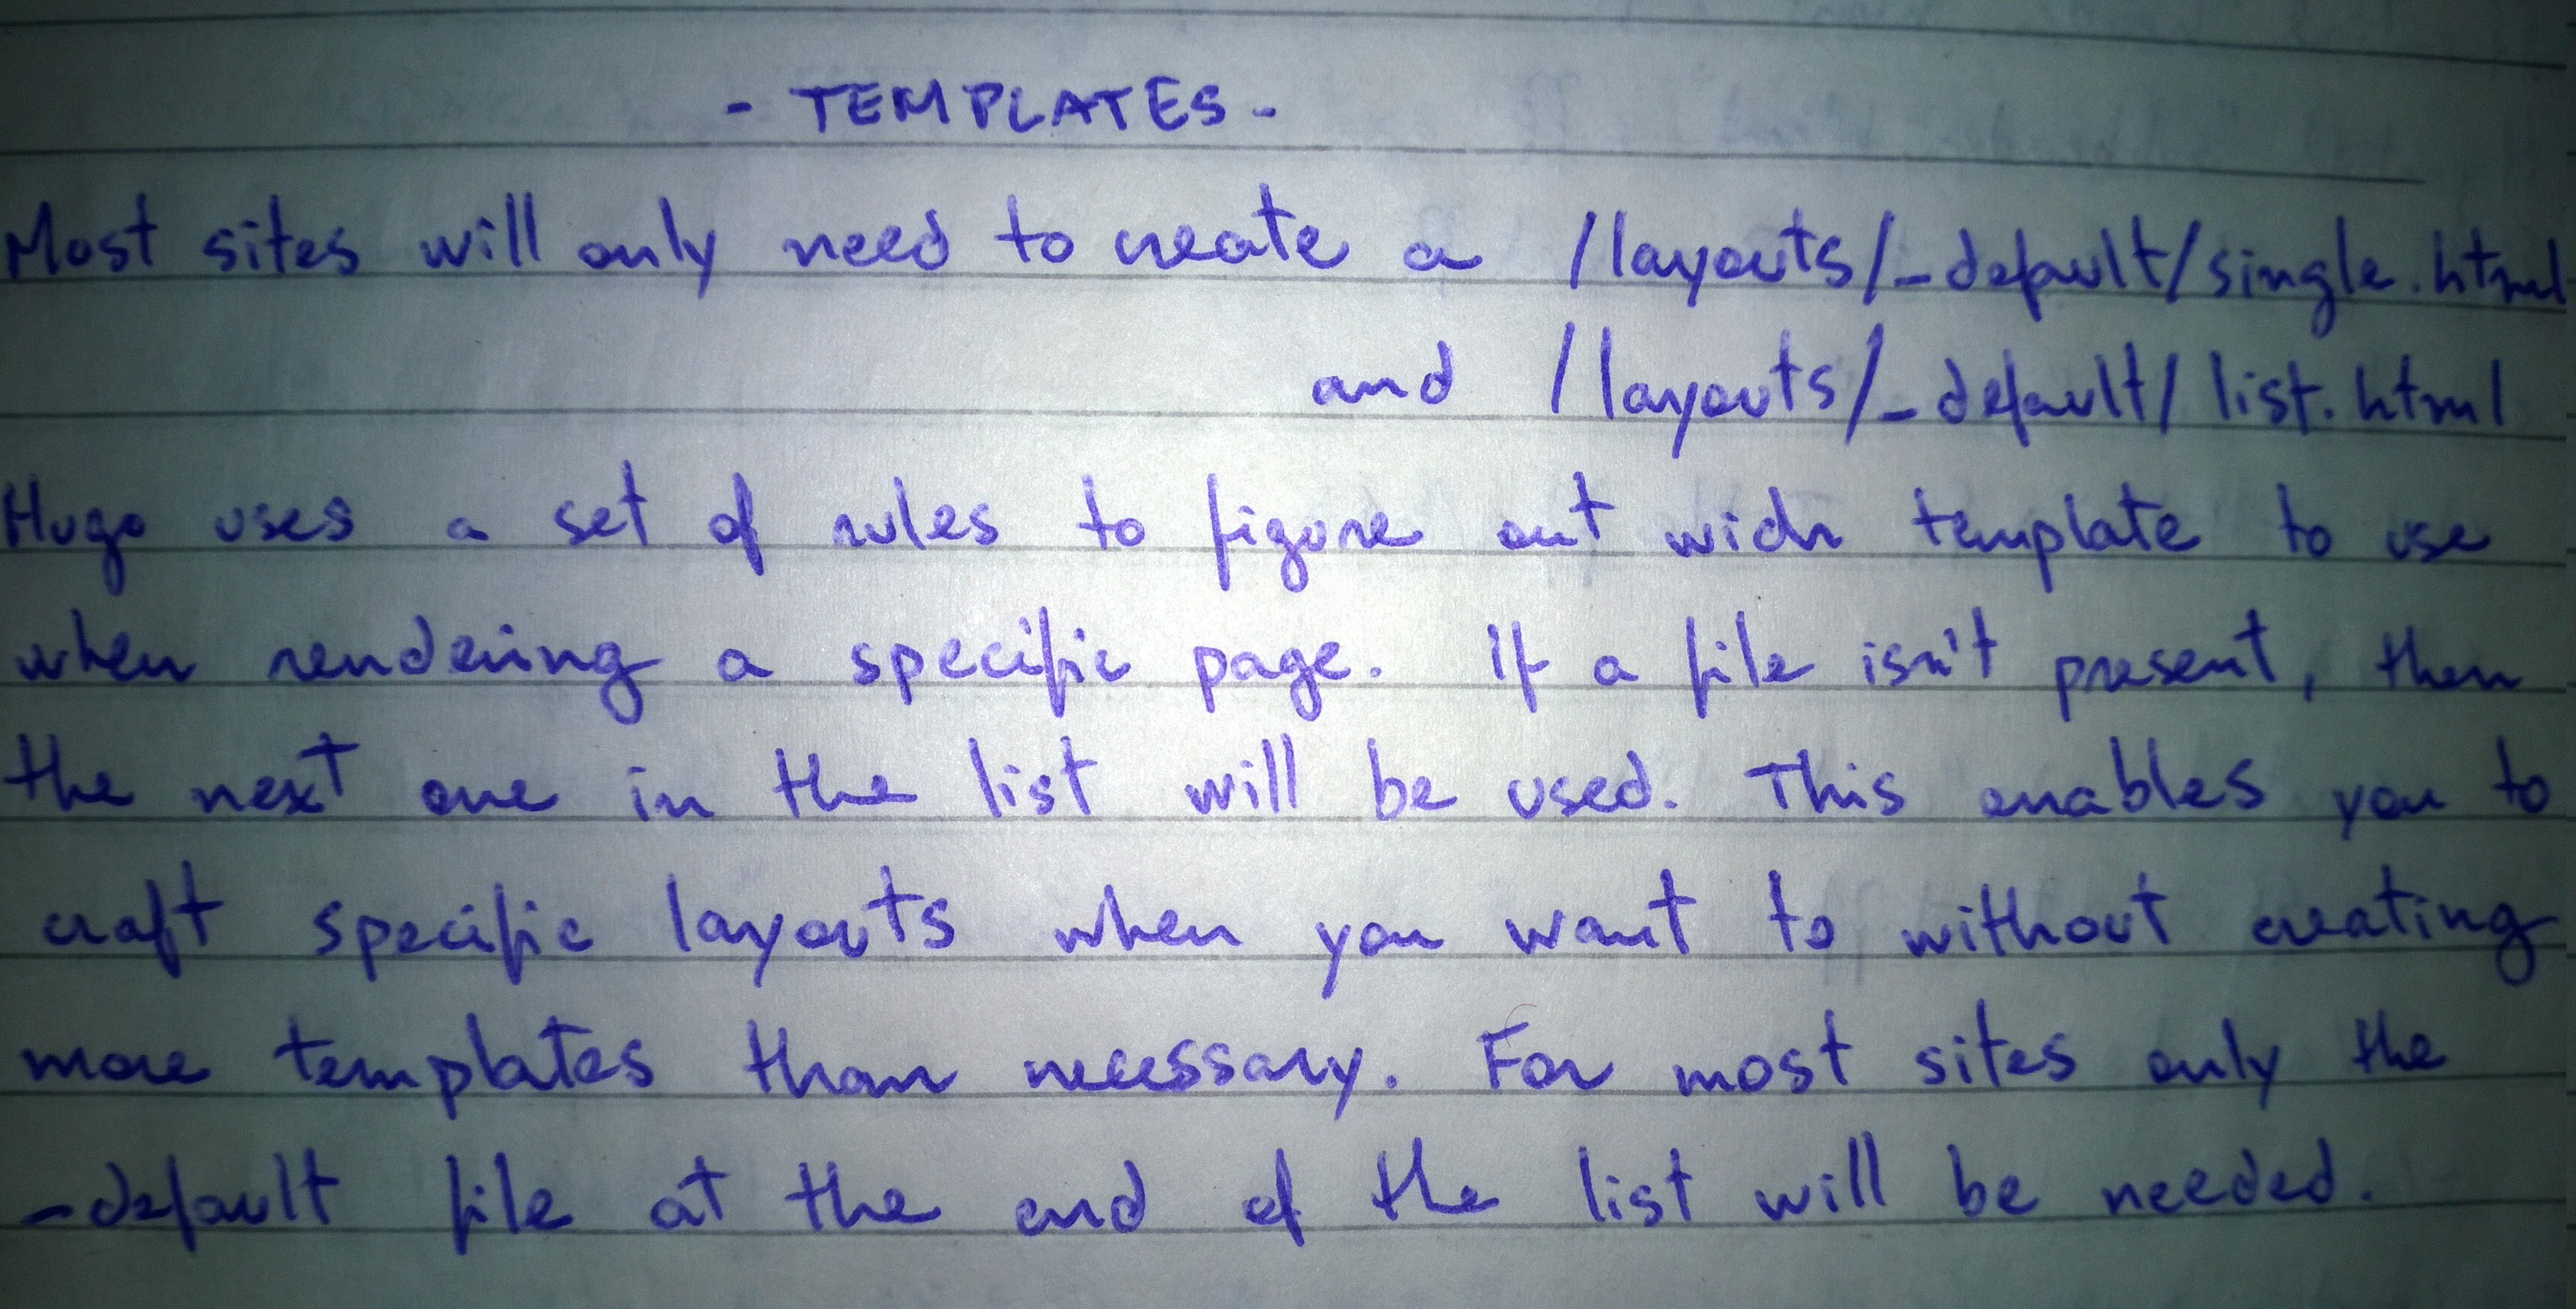 - TEMPLATES -
Most sites will only need to create a /layouts/_default/single.html
and /layouts/_default/list.html
Hugo uses a set of rules to figure out wich template to use
when rendering a specific page. If a file isn't present, then
the next one in the list will be used. This enables you to
craft specific layouts when you want to without creating
more templates than necessary. For most sites only the
_default file at the end of the list will be needed.